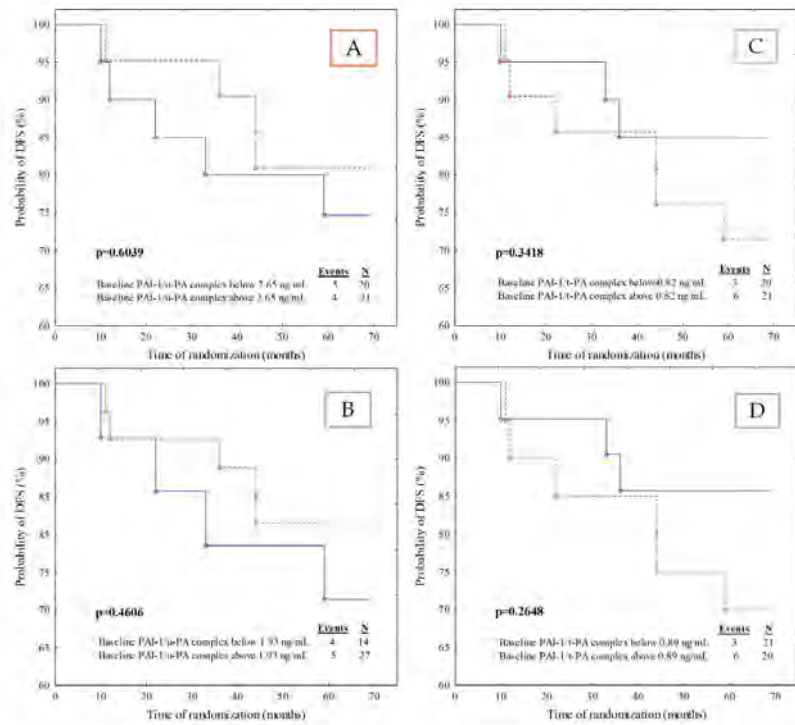 A
100
95
90
85
80
75
70
65
60
Probability of DFS (%)
p=0.6039
Events N
Baseline PAI-1/u-PA complex below 2.65 ng/mL 5 20
Baseline PAI-1/u-PA complex above 2.65 ng/mL 4 21
0 10 20 30 40 50 60 70
Time of randomization (months)
C
100
95
90
85
80
75
70
65
60
Probability of DFS (%)
p=0.3418
Events N
Baseline PAI-1/t-PA complex below 0.82 ng/mL 3 20
Baseline PAI-1/t-PA complex above 0.82 ng/mL 6 21
0 10 20 30 40 50 60 70
Time of randomization (months)
B
100
95
90
85
80
75
70
65
60
Probability of DFS (%)
p=0.4606
Events N
Baseline PAI-1/u-PA complex below 1.93 ng/mL 4 14
Baseline PAI-1/u-PA complex above 1.93 ng/mL 5 27
0 10 20 30 40 50 60 70
Time of randomization (months)
D
100
95
90
85
80
75
70
65
60
Probability of DFS (%)
p=0.2648
Events N
Baseline PAI-1/t-PA complex below 0.89 ng/mL 3 21
Baseline PAI-1/t-PA complex above 0.89 ng/mL 6 20
0 10 20 30 40 50 60 70
Time of randomization (months)